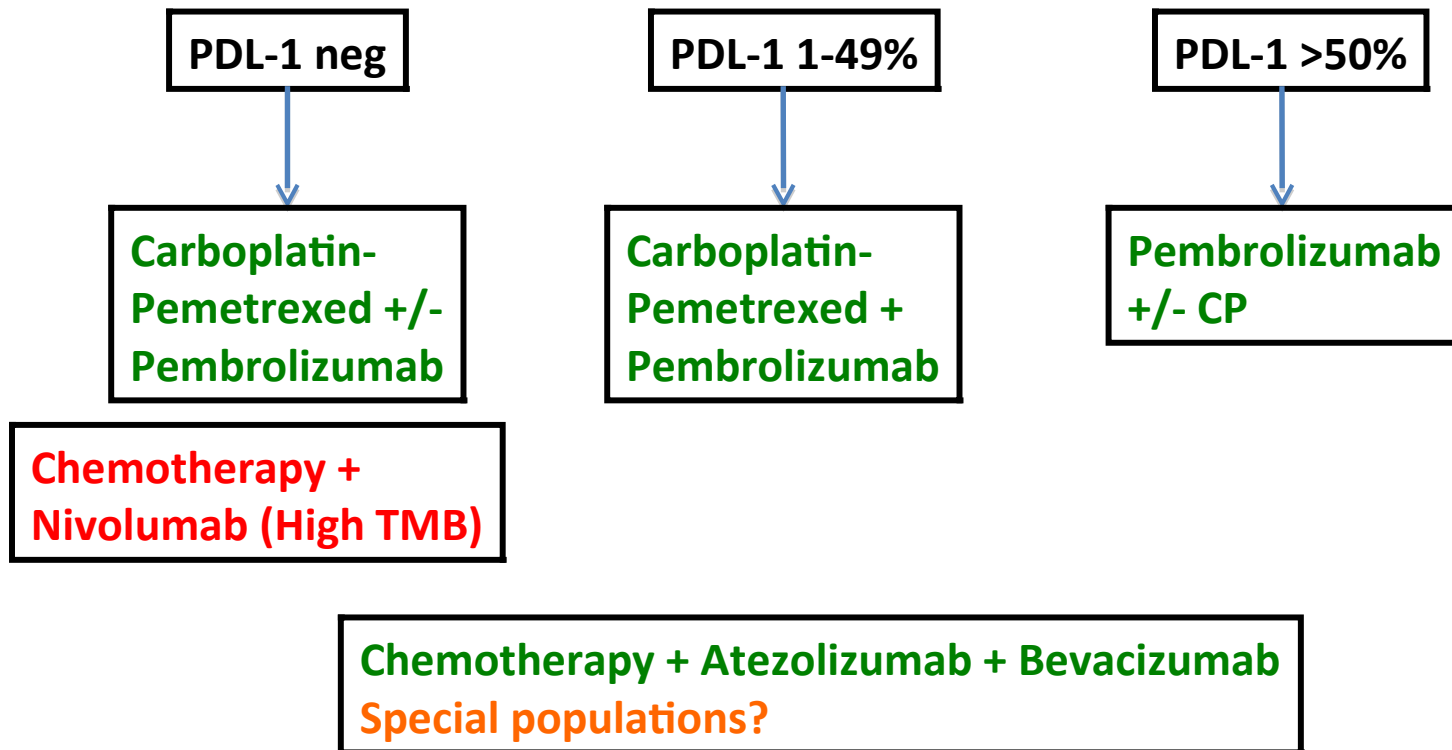 PDL-1 neg
PDL-1 1-49%
PDL-1 >50%
Carboplatin-
Pemetrexed +/-
Pembrolizumab
Carboplatin-
Pemetrexed +
Pembrolizumab
Pembrolizumab
+/- CP
Chemotherapy +
Nivolumab (High TMB)
Chemotherapy + Atezolizumab + Bevacizumab
Special populations?